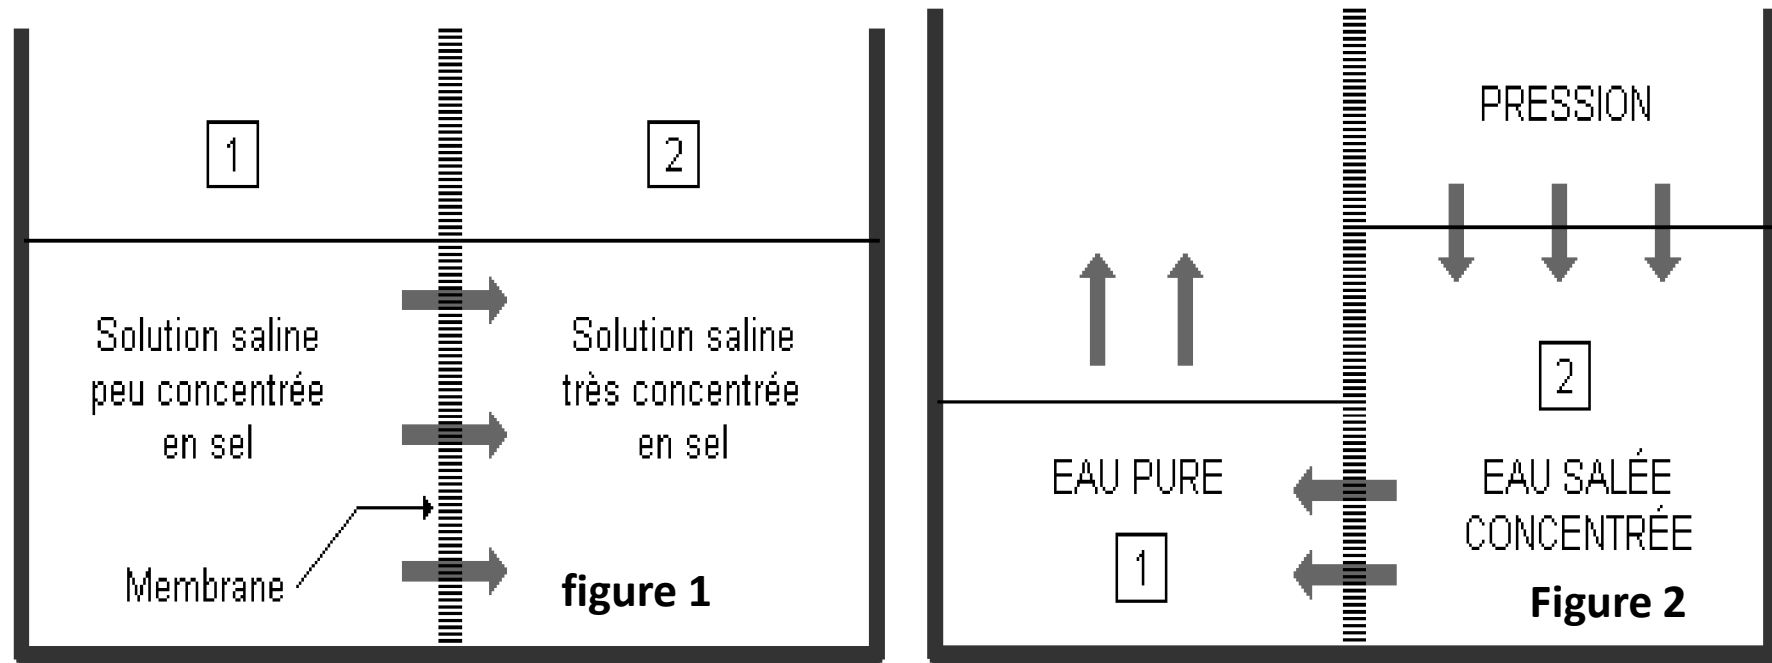 1
2
Solution saline
peu concentrée
en sel
Solution saline
très concentrée
en sel
Membrane
figure 1
PRESSION
2
EAU PURE
1
EAU SALÉE
CONCENTRÉE
Figure 2